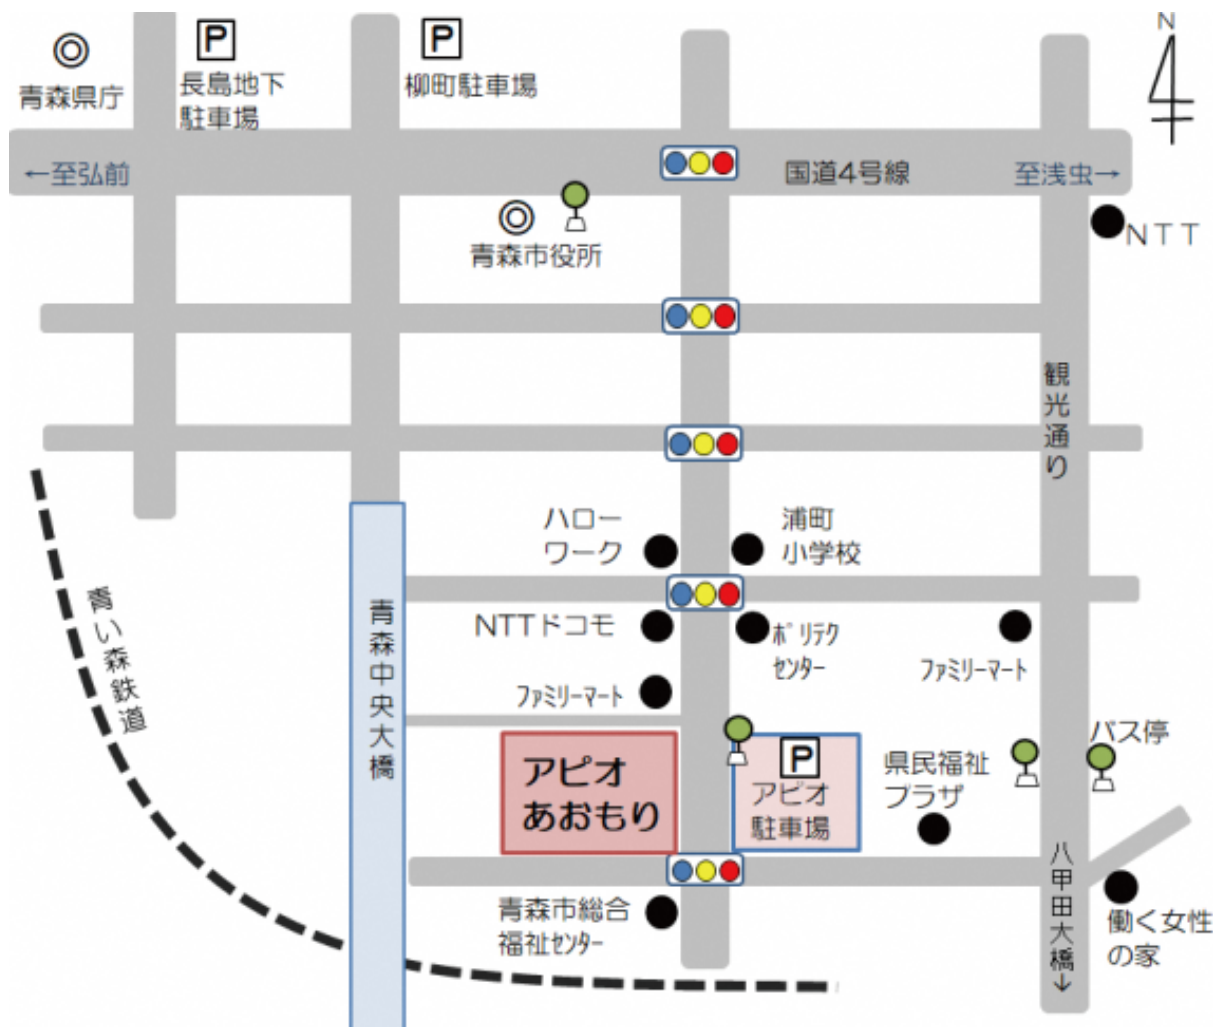 N
P
P
青森県庁
長島地下
駐車場
柳町駐車場
←至弘前
国道4号線
至浅虫→
青森市役所
NTT
観光通り
ハロー
ワーク
浦町
小学校
青い森鉄道
青森中央大橋
NTTドコモ
ﾎﾟﾘﾃｸ
ｾﾝﾀｰ
ﾌｧﾐﾘｰﾏｰﾄ
ﾌｧﾐﾘｰﾏｰﾄ
アピオ
あおもり
P
アピオ
駐車場
県民福祉
プラザ
バス停
八甲田大橋↓
青森市総合
福祉ｾﾝﾀｰ
働く女性
の家